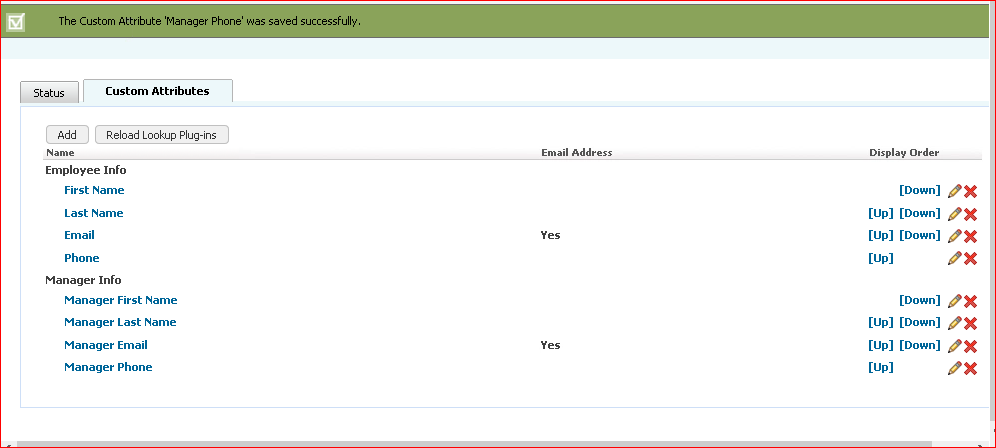 The Custom Attribute 'Manager Phone' was saved successfully.
Status Custom Attributes
Add Reload Lookup Plug-ins
Name Email Address Display Order
Employee Info
First Name [Down]
Last Name [Up] [Down]
Email Yes [Up] [Down]
Phone [Up]
Manager Info
Manager First Name [Down]
Manager Last Name [Up] [Down]
Manager Email Yes [Up] [Down]
Manager Phone [Up]